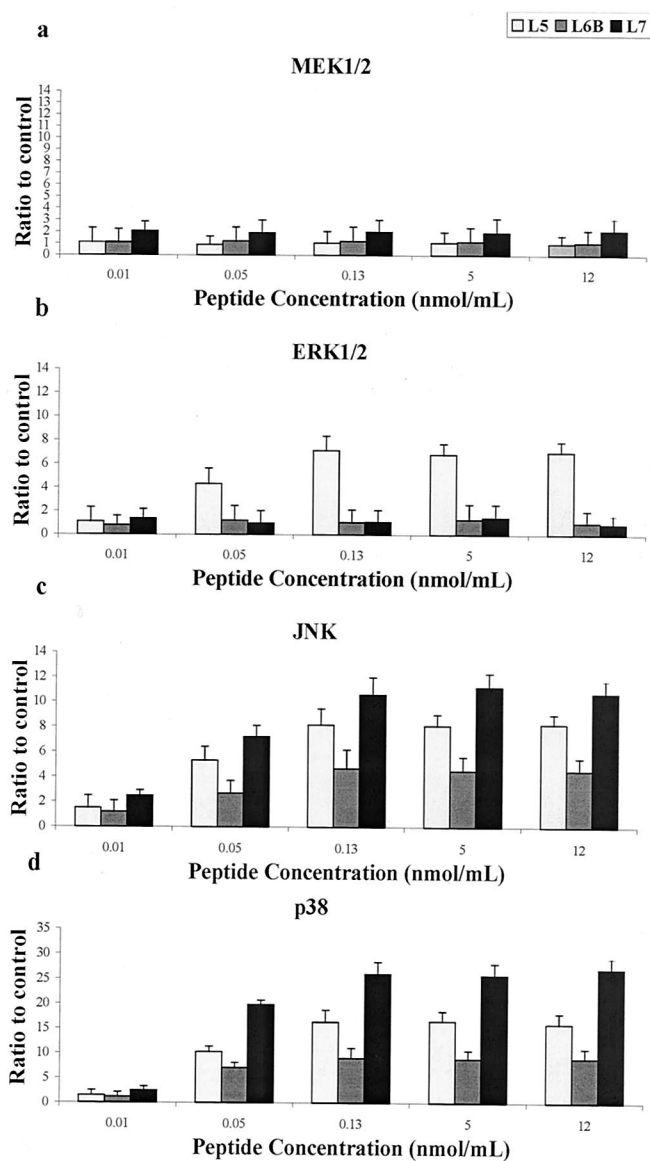 a
L5 L6B L7
MEK1/2
Ratio to control
14
13
12
11
10
9
8
7
6
5
4
3
2
1
0
0.01 0.05 0.13 5 12
Peptide Concentration (nmol/mL)
b
ERK1/2
Ratio to control
14
12
10
8
6
4
2
0
0.01 0.05 0.13 5 12
Peptide Concentration (nmol/mL)
c
JNK
Ratio to control
14
12
10
8
6
4
2
0
0.01 0.05 0.13 5 12
Peptide Concentration (nmol/mL)
d
p38
Ratio to control
35
30
25
20
15
10
5
0
0.01 0.05 0.13 5 12
Peptide Concentration (nmol/mL)